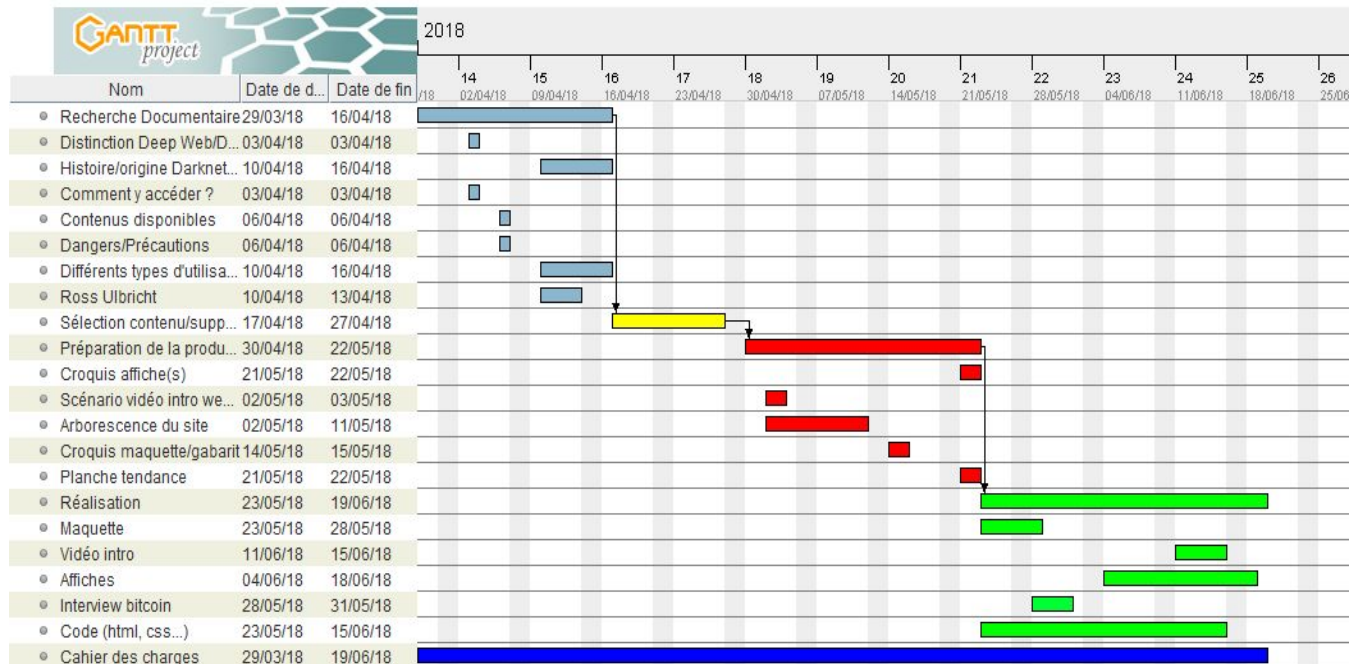 GANTT
project
2018
14 15 16 17 18 19 20 21 22 23 24 25 26
Nom Date de d... Date de fin /18 02/04/18 09/04/18 16/04/18 23/04/18 30/04/18 07/05/18 14/05/18 21/05/18 28/05/18 04/06/18 11/06/18 18/06/18 25/06
Recherche Documentaire 29/03/18 16/04/18
Distinction Deep Web/D... 03/04/18 03/04/18
Histoire/origine Darknet... 10/04/18 16/04/18
Comment y accéder ? 03/04/18 03/04/18
Contenus disponibles 06/04/18 06/04/18
Dangers/Précautions 06/04/18 06/04/18
Différents types d'utilisa... 10/04/18 16/04/18
Ross Ulbricht 10/04/18 13/04/18
Sélection contenu/supp... 17/04/18 27/04/18
Préparation de la produ... 30/04/18 22/05/18
Croquis affiche(s) 21/05/18 22/05/18
Scénario vidéo intro we... 02/05/18 03/05/18
Arborescence du site 02/05/18 11/05/18
Croquis maquette/gabarit 14/05/18 15/05/18
Planche tendance 21/05/18 22/05/18
Réalisation 23/05/18 19/06/18
Maquette 23/05/18 28/05/18
Vidéo intro 11/06/18 15/06/18
Affiches 04/06/18 18/06/18
Interview bitcoin 28/05/18 31/05/18
Code (html, css...) 23/05/18 15/06/18
Cahier des charges 29/03/18 19/06/18